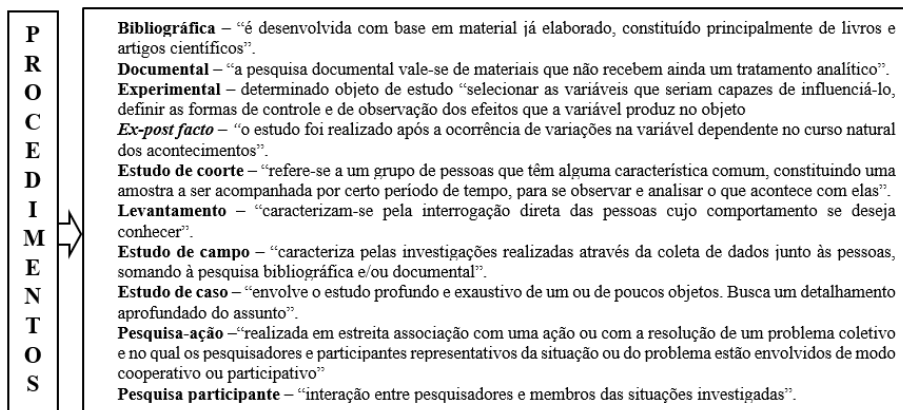 PROCEDIMENTOS
Bibliográfica – “é desenvolvida com base em material já elaborado, constituído principalmente de livros e
artigos científicos”.
Documental – “a pesquisa documental vale-se de materiais que não recebem ainda um tratamento analítico”.
Experimental – determinado objeto de estudo “selecionar as variáveis que seriam capazes de influenciá-lo,
definir as formas de controle e de observação dos efeitos que a variável produz no objeto
Ex-post facto – “o estudo foi realizado após a ocorrência de variações na variável dependente no curso natural
dos acontecimentos”.
Estudo de coorte – “refere-se a um grupo de pessoas que têm alguma característica comum, constituindo uma
amostra a ser acompanhada por certo período de tempo, para se observar e analisar o que acontece com elas”.
Levantamento – “caracterizam-se pela interrogação direta das pessoas cujo comportamento se deseja
conhecer”.
Estudo de campo – “caracteriza pelas investigações realizadas através da coleta de dados junto às pessoas,
somando à pesquisa bibliográfica e/ou documental”.
Estudo de caso – “envolve o estudo profundo e exaustivo de um ou de poucos objetos. Busca um detalhamento
aprofundado do assunto”.
Pesquisa-ação –“realizada em estreita associação com uma ação ou com a resolução de um problema coletivo
e no qual os pesquisadores e participantes representativos da situação ou do problema estão envolvidos de modo
cooperativo ou participativo”
Pesquisa participante – “interação entre pesquisadores e membros das situações investigadas”.